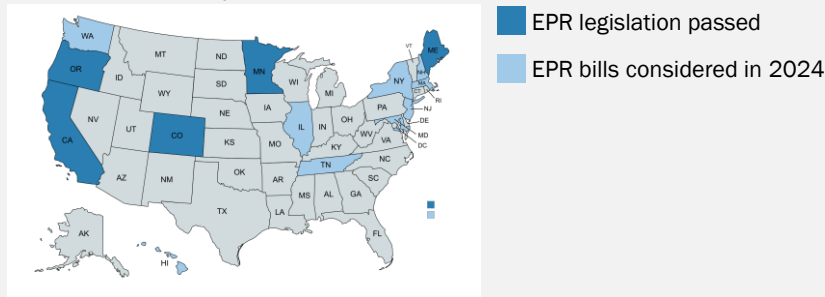 EPR legislation passed
EPR bills considered in 2024
WA
MT
ND
MN
VT
ME
OR
ID
SD
WI
NY
NH
MA
WY
MI
RI
NV
NE
IA
PA
NJ
UT
CO
IL
IN
OH
DE
CA
KS
MO
WV
VA
MD
DC
KY
AZ
NM
OK
TN
NC
AR
SC
MS
AL
GA
TX
LA
AK
FL
HI